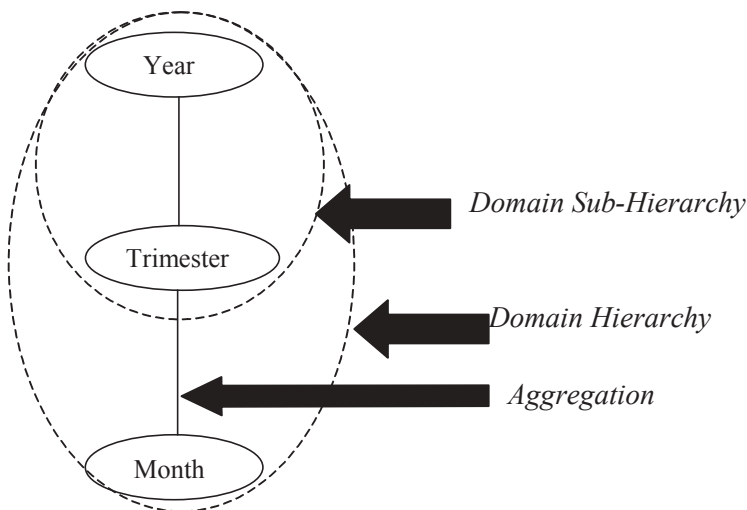 Year
Domain Sub-Hierarchy
Trimester
Domain Hierarchy
Aggregation
Month